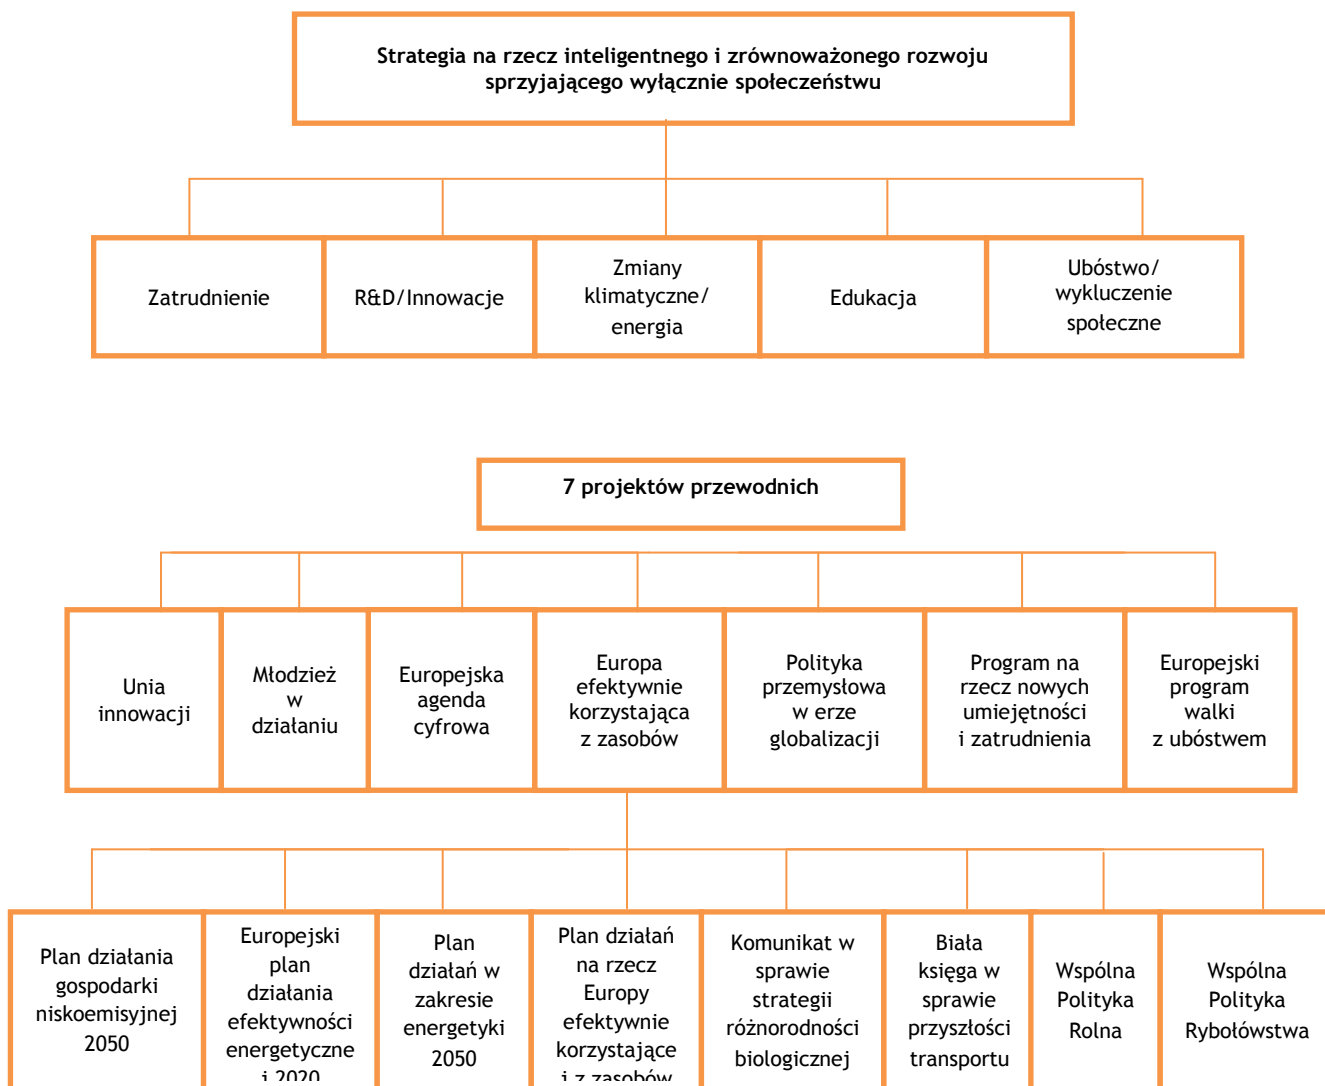 Strategia na rzecz inteligentnego i zrównoważonego rozwoju
sprzyjającego wyłącznie społeczeństwu
Zatrudnienie
R&D/Innowacje
Zmiany
klimatyczne/
energia
Edukacja
Ubóstwo/
wykluczenie
społeczne
7 projektów przewodnich
Unia
innowacji
Młodzież
w
działaniu
Europejska
agenda
cyfrowa
Europa
efektywnie
korzystająca
z zasobów
Polityka
przemysłowa
w erze
globalizacji
Program na
rzecz nowych
umiejętności
i zatrudnienia
Europejski
program
walki
z ubóstwem
Plan działania
gospodarki
niskoemisyjnej
2050
Europejski
plan
działania
efektywności
energetyczne
j 2020
Plan
działań w
zakresie
energetyki
2050
Plan działań
na rzecz
Europy
efektywnie
korzystające
j z zasobów
Komunikat w
sprawie
strategii
różnorodności
biologicznej
Biała
księga w
sprawie
przyszłości
transportu
Wspólna
Polityka
Rolna
Wspólna
Polityka
Rybołówstwa